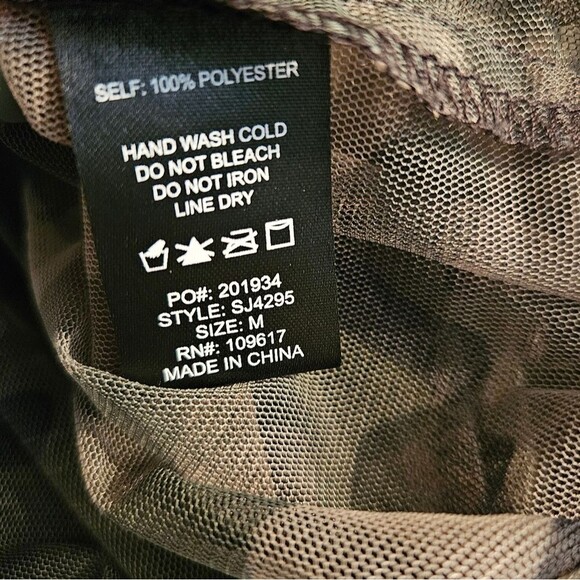 SELF: 100% POLYESTER
HAND WASH COLD
DO NOT BLEACH
DO NOT IRON
LINE DRY
PO#: 201934
STYLE: SJ4295
SIZE: M
RN#: 109617
MADE IN CHINA